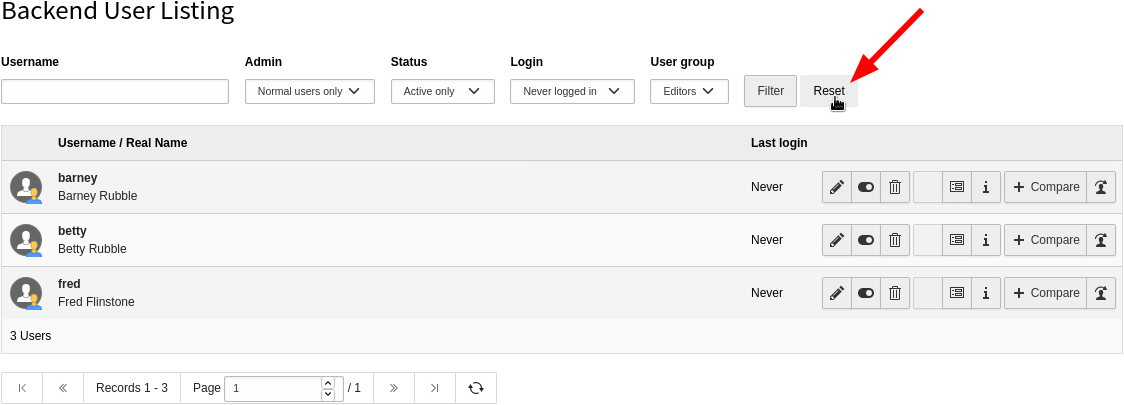 Backend User Listing
Username Admin Status Login User group
Normal users only Active only Never logged in Editors Filter Reset
Username / Real Name Last login
barney
Barney Rubble Never + Compare
betty
Betty Rubble Never + Compare
fred
Fred Flinstone Never + Compare
3 Users
Records 1 - 3 Page 1 / 1